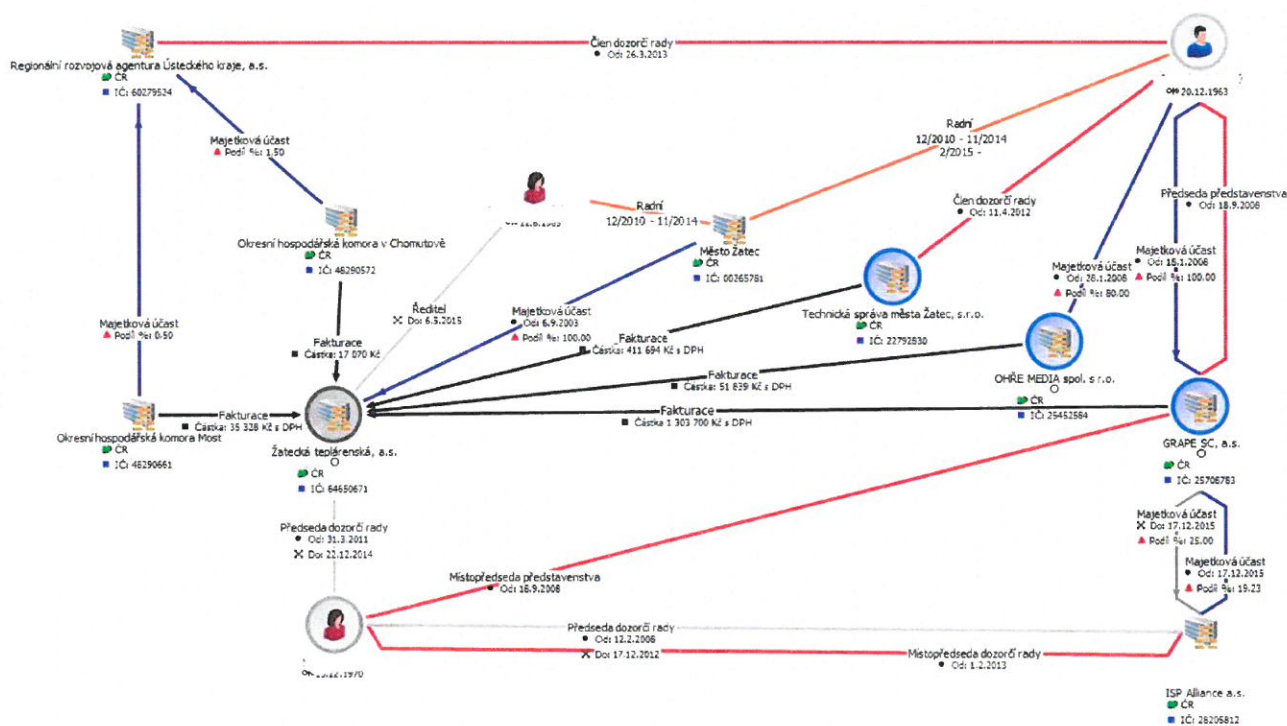 Člen dozorčí rady
Od: 26.3.2013
Regionální rozvojová agentura Ústeckého kraje, a.s.
ČR
IČ: 60279524
20.12.1963
Majetková účast
Podíl %: 1.50
Radní
12/2010 - 11/2014
2/2015 -
Člen dozorčí rady
Od: 11.4.2012
Předseda představenstva
Od: 18.9.2008
Radní
12/2010 - 11/2014
Okresní hospodářská komora v Chomutově
ČR
IČ: 48290572
Město Žatec
ČR
IČ: 00265781
Majetková účast
Od: 28.1.2008
Podíl %: 80.00
Majetková účast
Od: 18.1.2008
Podíl %: 100.00
Ředitel
Do: 6.5.2015
Majetková účast
Od: 6.9.2003
Podíl %: 100.00
Technická správa města Žatec, s.r.o.
ČR
IČ: 22792530
Majetková účast
Podíl %: 0.50
Fakturace
Částka: 17 070 Kč
Fakturace
Částka: 411 694 Kč s DPH
Fakturace
Částka: 51 839 Kč s DPH
OHŘE MEDIA spol. s r.o.
ČR
IČ: 25452584
Fakturace
Částka: 35 328 Kč s DPH
Fakturace
Částka 1 303 700 Kč s DPH
Okresní hospodářská komora Most
ČR
IČ: 48290661
Žatecká teplárenská, a.s.
ČR
IČ: 64650671
GRAPE SC, a.s.
ČR
IČ: 25708783
Předseda dozorčí rady
Od: 31.3.2011
Do: 22.12.2014
Majetková účast
Do: 17.12.2015
Podíl %: 25.00
Místopředseda představenstva
Od: 18.9.2008
Majetková účast
Od: 17.12.2015
Podíl %: 19.23
Předseda dozorčí rady
Od: 12.2.2008
Do: 17.12.2012
Místopředseda dozorčí rady
Od: 1.2.2013
ISP Alliance a.s.
ČR
IČ: 28205812